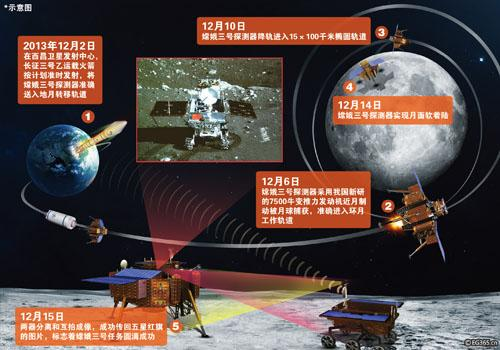 *示意图
2013年12月2日
在西昌卫星发射中心，
长征三号乙运载火箭
按计划准时发射，将
嫦娥三号探测器准确
送入地月转移轨道
1
12月10日
嫦娥三号探测器降轨进入15×100千米椭圆轨道
3
4
12月14日
嫦娥三号探测器实现月面软着陆
12月6日
嫦娥三号探测器采用我国新研
的7500牛变推力发动机近月制
动被月球捕获，准确进入环月
工作轨道
2
12月15日
两器分离和互拍成像，成功传回五星红旗
的图片，标志着嫦娥三号任务圆满成功
5
©EG365.cn